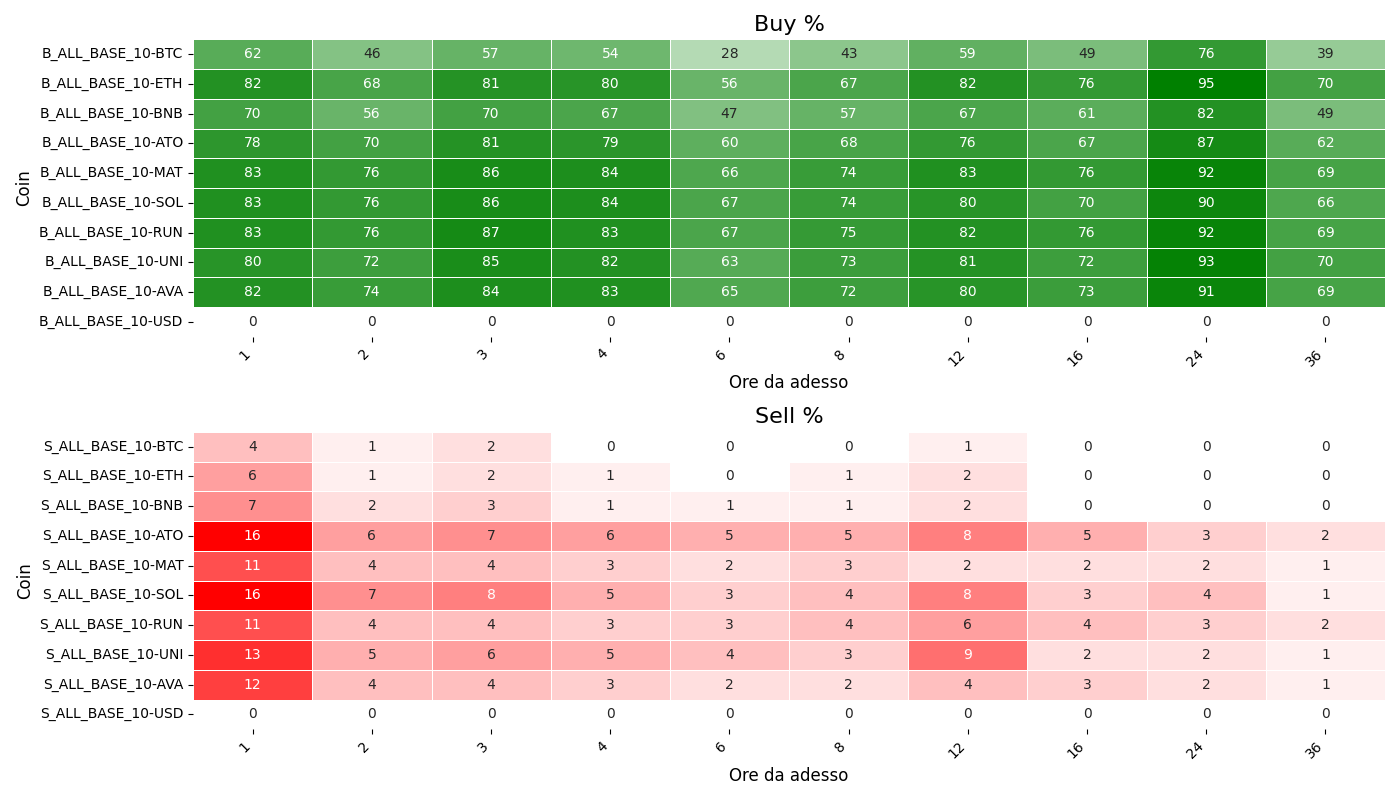 Buy %
Coin
B_ALL_BASE_10-BTC 62 46 57 54 28 43 59 49 76 39
B_ALL_BASE_10-ETH 82 68 81 80 56 67 82 76 95 70
B_ALL_BASE_10-BNB 70 56 70 67 47 57 67 61 82 49
B_ALL_BASE_10-ATO 78 70 81 79 60 68 76 67 87 62
B_ALL_BASE_10-MAT 83 76 86 84 66 74 83 76 92 69
B_ALL_BASE_10-SOL 83 76 86 84 67 74 80 70 90 66
B_ALL_BASE_10-RUN 83 76 87 83 67 75 82 76 92 69
B_ALL_BASE_10-UNI 80 72 85 82 63 73 81 72 93 70
B_ALL_BASE_10-AVA 82 74 84 83 65 72 80 73 91 69
B_ALL_BASE_10-USD 0 0 0 0 0 0 0 0 0 0
1 2 3 4 6 8 12 16 24 36
Ore da adesso
Sell %
Coin
S_ALL_BASE_10-BTC 4 1 2 0 0 0 1 0 0 0
S_ALL_BASE_10-ETH 6 1 2 1 0 1 2 0 0 0
S_ALL_BASE_10-BNB 7 2 3 1 1 1 2 0 0 0
S_ALL_BASE_10-ATO 16 6 7 6 5 5 8 5 3 2
S_ALL_BASE_10-MAT 11 4 4 3 2 3 2 2 2 1
S_ALL_BASE_10-SOL 16 7 8 5 3 4 8 3 4 1
S_ALL_BASE_10-RUN 11 4 4 3 3 4 6 4 3 2
S_ALL_BASE_10-UNI 13 5 6 5 4 3 9 2 2 1
S_ALL_BASE_10-AVA 12 4 4 3 2 2 4 3 2 1
S_ALL_BASE_10-USD 0 0 0 0 0 0 0 0 0 0
1 2 3 4 6 8 12 16 24 36
Ore da adesso